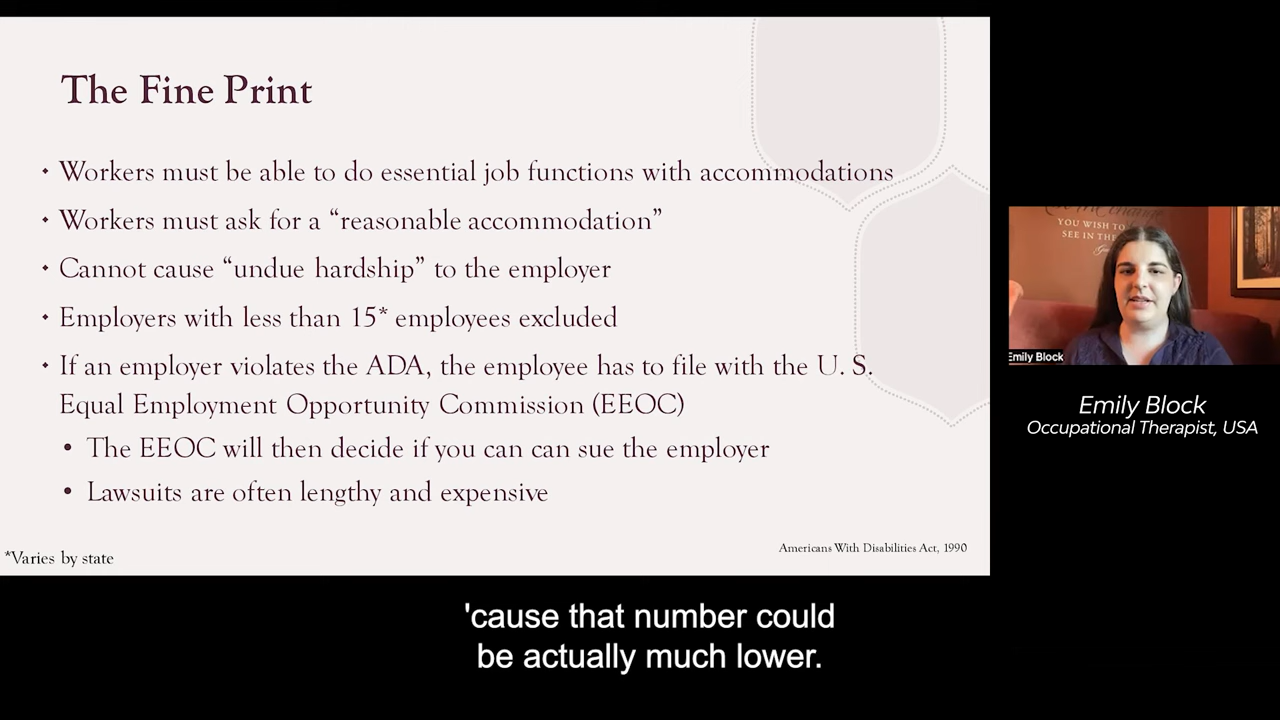 The Fine Print
• Workers must be able to do essential job functions with accommodations
• Workers must ask for a “reasonable accommodation”
• Cannot cause “undue hardship” to the employer
• Employers with less than 15* employees excluded
• If an employer violates the ADA, the employee has to file with the U. S.
Equal Employment Opportunity Commission (EEOC)
• The EEOC will then decide if you can can sue the employer
• Lawsuits are often lengthy and expensive
*Varies by state
Americans With Disabilities Act, 1990
YOU WISH TO
SEE IN THE
Emily Block
Emily Block
Occupational Therapist, USA
'cause that number could
be actually much lower.